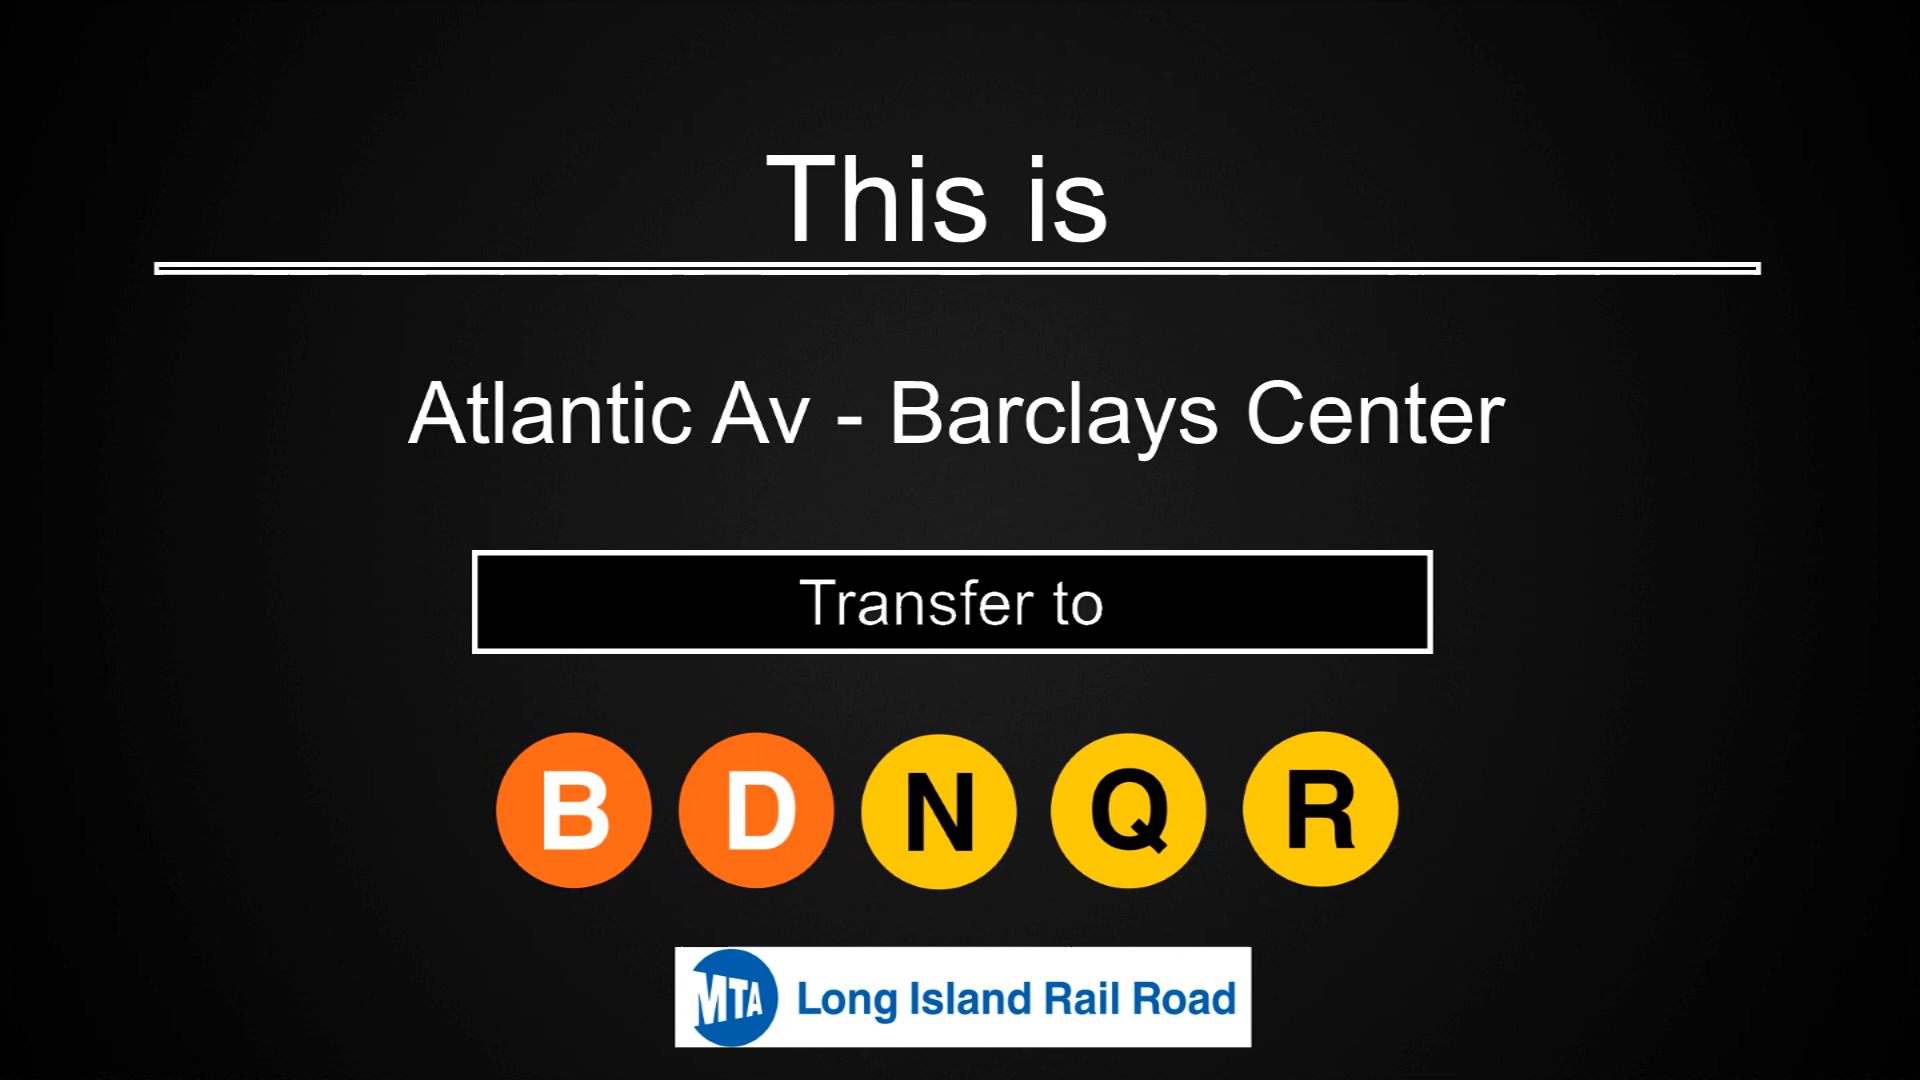 This is
Atlantic Av - Barclays Center
Transfer to
B D N Q R
MTA Long Island Rail Road